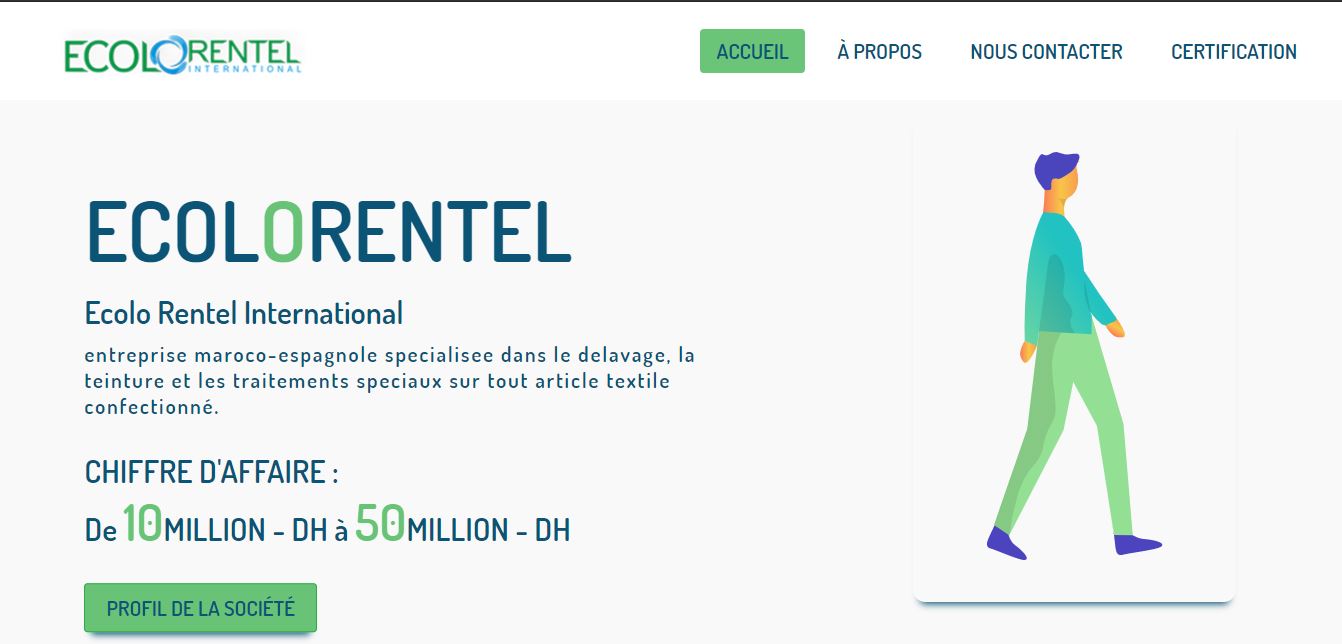 ECOLORENTEL
INTERNATIONAL
ACCUEIL
À PROPOS
NOUS CONTACTER
CERTIFICATION
ECOLORENTEL
Ecolo Rentel International
entreprise maroco-espagnole specialisee dans le delavage, la
teinture et les traitements speciaux sur tout article textile
confectionné.
CHIFFRE D'AFFAIRE :
De 10MILLION - DH à 50MILLION - DH
PROFIL DE LA SOCIÉTÉ